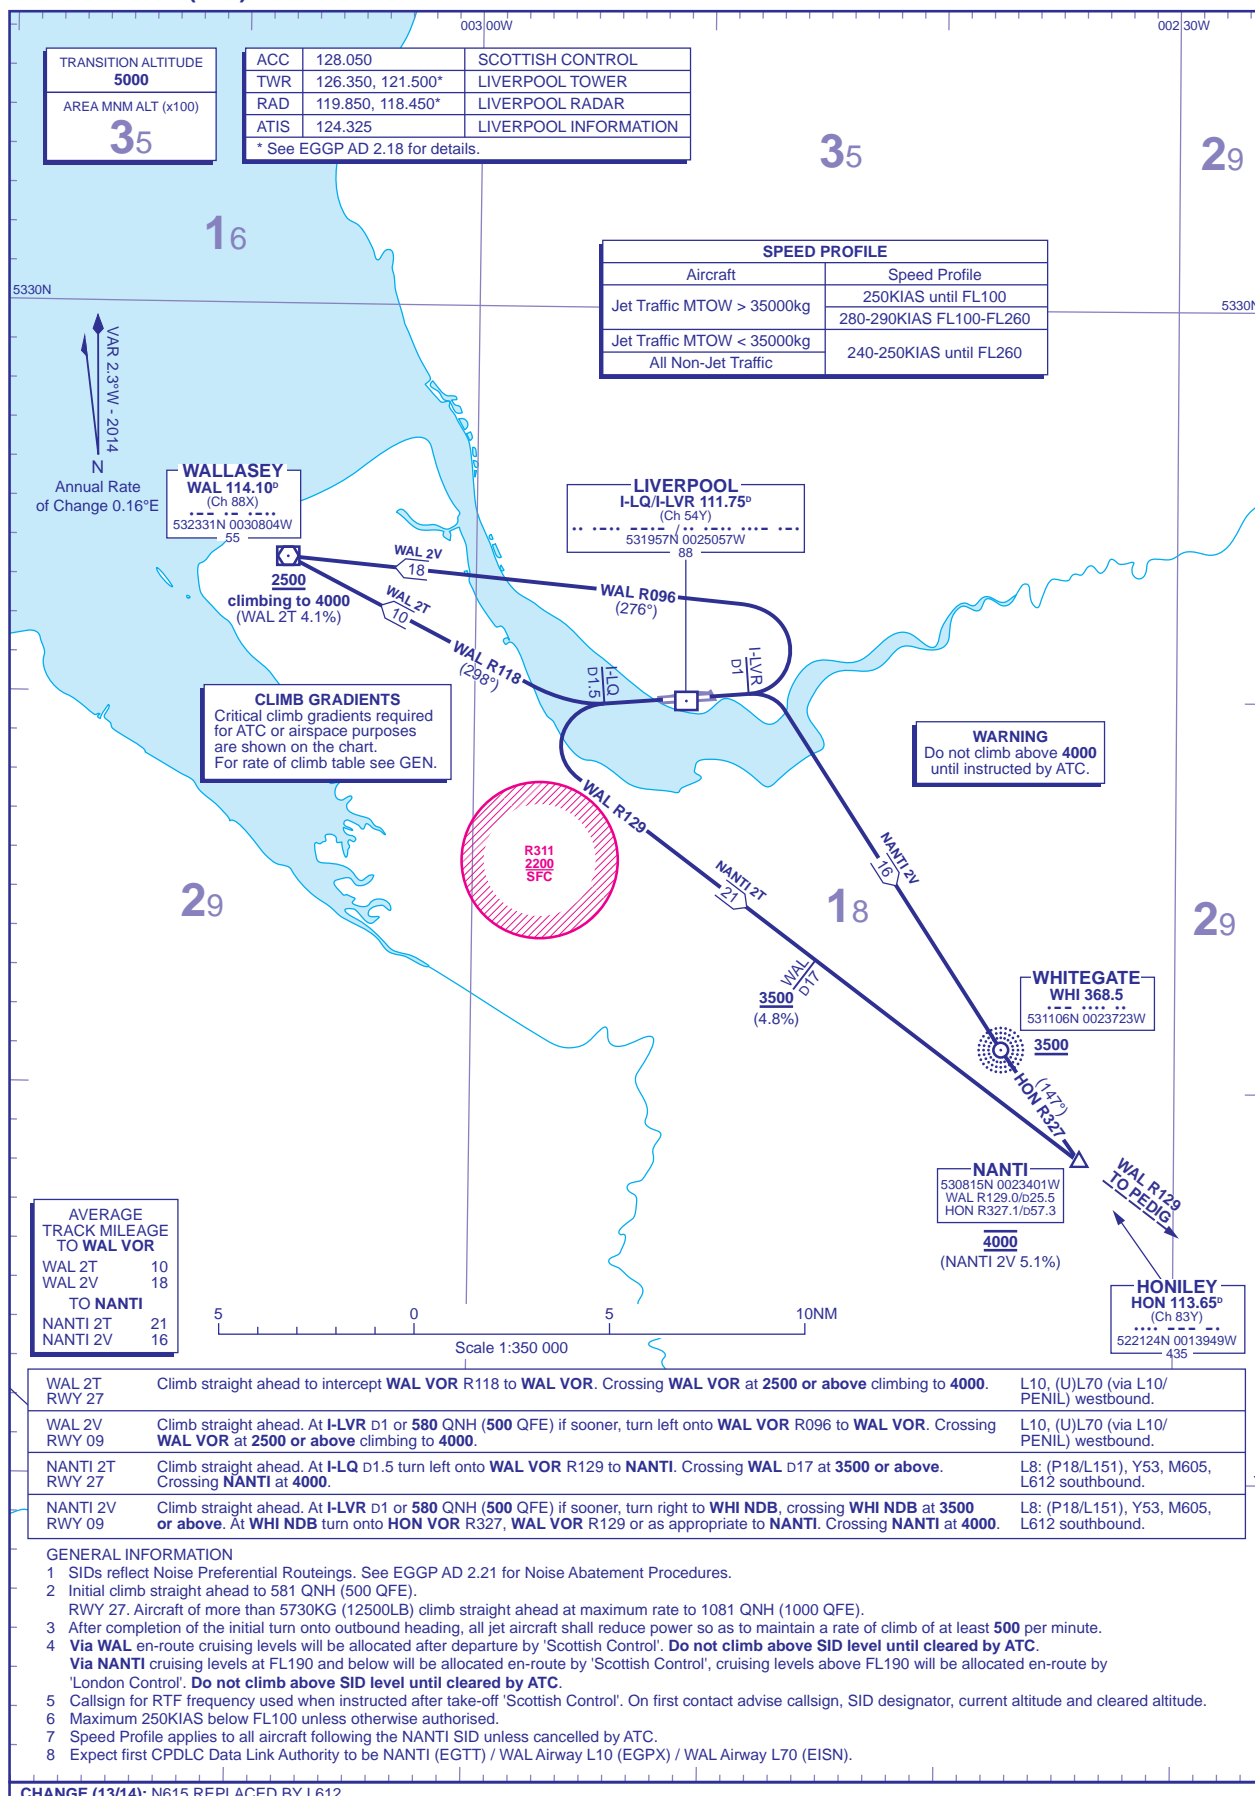 003 00W
002 30W
TRANSITION ALTITUDE
5000
AREA MNM ALT (x100)
35
ACC 128.050 SCOTTISH CONTROL
TWR 126.350, 121.500* LIVERPOOL TOWER
RAD 119.850, 118.450* LIVERPOOL RADAR
ATIS 124.325 LIVERPOOL INFORMATION
* See EGGP AD 2.18 for details.
35
29
16
SPEED PROFILE
Aircraft Speed Profile
Jet Traffic MTOW > 35000kg
250KIAS until FL100
280-290KIAS FL100-FL260
Jet Traffic MTOW < 35000kg
All Non-Jet Traffic
240-250KIAS until FL260
5330N
5330N
VAR 2.3°W - 2014
N
Annual Rate
of Change 0.16°E
WALLASEY
WAL 114.10ᴰ
(Ch 88X)
532331N 0030804W
55
LIVERPOOL
I-LQ/I-LVR 111.75ᴰ
(Ch 54Y)
531957N 0025057W
88
2500
climbing to 4000
(WAL 2T 4.1%)
WAL 2V
18
WAL 2T
10
WAL R096
(276°)
WAL R118
(298°)
I-LQ
D1.5
I-LVR
D1
CLIMB GRADIENTS
Critical climb gradients required
for ATC or airspace purposes
are shown on the chart.
For rate of climb table see GEN.
WARNING
Do not climb above 4000
until instructed by ATC.
WAL R129
R311
2200
SFC
NANTI 2T
21
NANTI 2V
16
29
18
29
WAL
D17
3500
(4.8%)
WHITEGATE
WHI 368.5
531106N 0023723W
3500
(147°)
HON R327
NANTI
530815N 0023401W
WAL R129.0/D25.5
HON R327.1/D57.3
4000
(NANTI 2V 5.1%)
WAL R129
TO PEDIG
HONILEY
HON 113.65ᴰ
(Ch 83Y)
522124N 0013949W
435
AVERAGE
TRACK MILEAGE
TO WAL VOR
WAL 2T 10
WAL 2V 18
TO NANTI
NANTI 2T 21
NANTI 2V 16
5 0 5 10NM
Scale 1:350 000
WAL 2T Climb straight ahead to intercept WAL VOR R118 to WAL VOR. Crossing WAL VOR at 2500 or above climbing to 4000. L10, (U)L70 (via L10/
RWY 27 PENIL) westbound.
WAL 2V Climb straight ahead. At I-LVR D1 or 580 QNH (500 QFE) if sooner, turn left onto WAL VOR R096 to WAL VOR. Crossing L10, (U)L70 (via L10/
RWY 09 WAL VOR at 2500 or above climbing to 4000. PENIL) westbound.
NANTI 2T Climb straight ahead. At I-LQ D1.5 turn left onto WAL VOR R129 to NANTI. Crossing WAL D17 at 3500 or above. L8: (P18/L151), Y53, M605,
RWY 27 Crossing NANTI at 4000. L612 southbound.
NANTI 2V Climb straight ahead. At I-LVR D1 or 580 QNH (500 QFE) if sooner, turn right to WHI NDB, crossing WHI NDB at 3500 L8: (P18/L151), Y53, M605,
RWY 09 or above. At WHI NDB turn onto HON VOR R327, WAL VOR R129 or as appropriate to NANTI. Crossing NANTI at 4000. L612 southbound.
GENERAL INFORMATION
1 SIDs reflect Noise Preferential Routeings. See EGGP AD 2.21 for Noise Abatement Procedures.
2 Initial climb straight ahead to 581 QNH (500 QFE).
RWY 27. Aircraft of more than 5730KG (12500LB) climb straight ahead at maximum rate to 1081 QNH (1000 QFE).
3 After completion of the initial turn onto outbound heading, all jet aircraft shall reduce power so as to maintain a rate of climb of at least 500 per minute.
4 Via WAL en-route cruising levels will be allocated after departure by 'Scottish Control'. Do not climb above SID level until cleared by ATC.
Via NANTI cruising levels at FL190 and below will be allocated en-route by 'Scottish Control', cruising levels above FL190 will be allocated en-route by
'London Control'. Do not climb above SID level until cleared by ATC.
5 Callsign for RTF frequency used when instructed after take-off 'Scottish Control'. On first contact advise callsign, SID designator, current altitude and cleared altitude.
6 Maximum 250KIAS below FL100 unless otherwise authorised.
7 Speed Profile applies to all aircraft following the NANTI SID unless cancelled by ATC.
8 Expect first CPDLC Data Link Authority to be NANTI (EGTT) / WAL Airway L10 (EGPX) / WAL Airway L70 (EISN).
CHANGE (13/14): N615 REPLACED BY L612